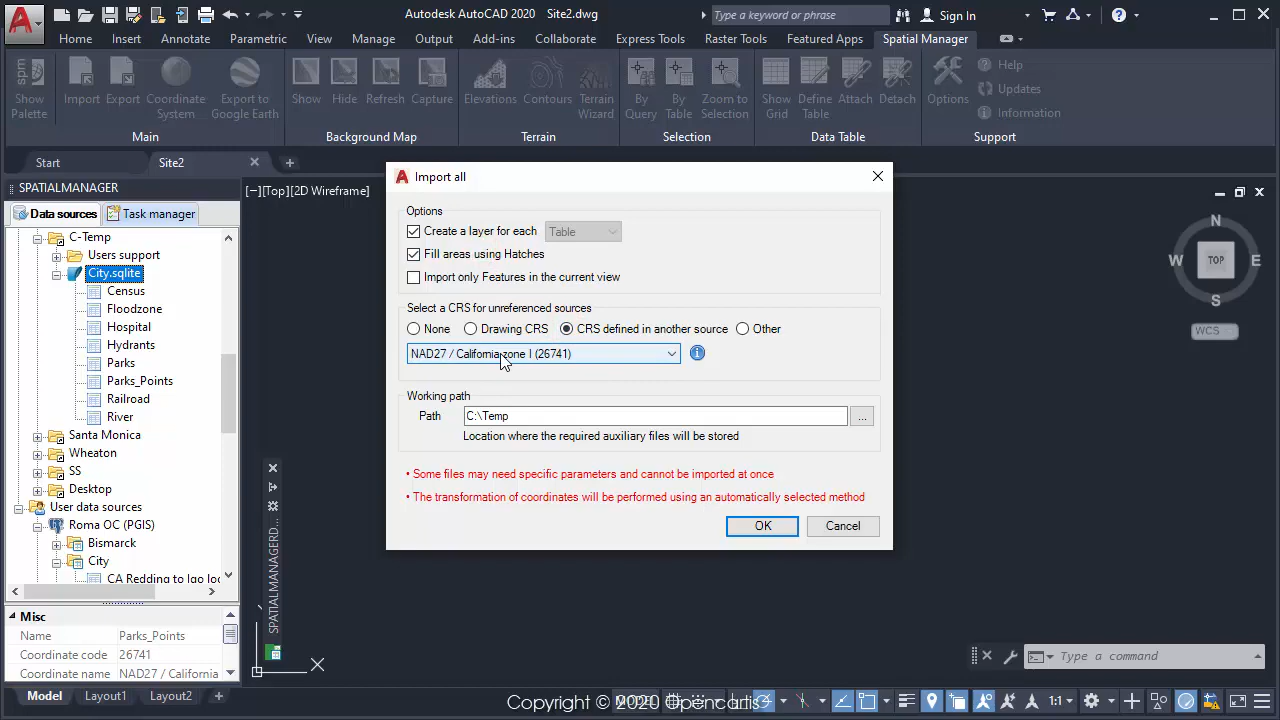 Autodesk AutoCAD 2020 Site2.dwg
Type a keyword or phrase
Sign In
Home Insert Annotate Parametric View Manage Output Add-ins Collaborate Express Tools Raster Tools Featured Apps Spatial Manager
Show Palette
Import
Export
Coordinate System
Export to Google Earth
Show
Hide
Refresh
Capture
Elevations
Contours
Terrain Wizard
By Query
By Table
Zoom to Selection
Show Grid
Define Table
Attach
Detach
Options
Help
Updates
Information
Main
Background Map
Terrain
Selection
Data Table
Support
Start
Site2
SPATIALMANAGER
Data sources
Task manager
C-Temp
Users support
City.sqlite
Census
Floodzone
Hospital
Hydrants
Parks
Parks_Points
Railroad
River
Santa Monica
Wheaton
SS
Desktop
User data sources
Roma OC (PGIS)
Bismarck
City
Misc
Name Parks_Points
Coordinate code 26741
Coordinate name NAD27 / California
[−][Top][2D Wireframe]
Import all
Options
Create a layer for each Table
Fill areas using Hatches
Import only Features in the current view
Select a CRS for unreferenced sources
None Drawing CRS CRS defined in another source Other
NAD27 / California zone I (26741)
Working path
Path C:\Temp ...
Location where the required auxiliary files will be stored
• Some files may need specific parameters and cannot be imported at once
• The transformation of coordinates will be performed using an automatically selected method
OK
Cancel
N
W TOP E
S
WCS
SPATIALMANAGERD...
Type a command
Model Layout1 Layout2
Copyright © 2020 Opencartis
1:1